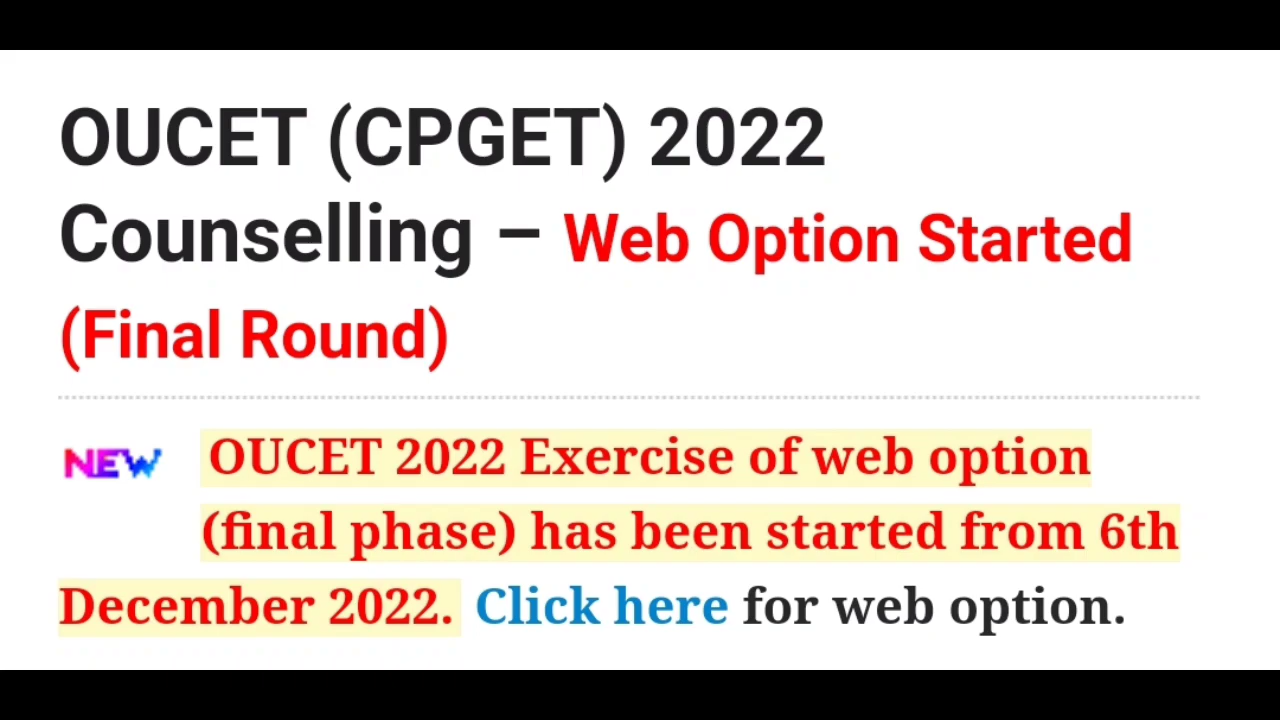 OUCET (CPGET) 2022
Counselling – Web Option Started
(Final Round)
NEW OUCET 2022 Exercise of web option
(final phase) has been started from 6th
December 2022. Click here for web option.